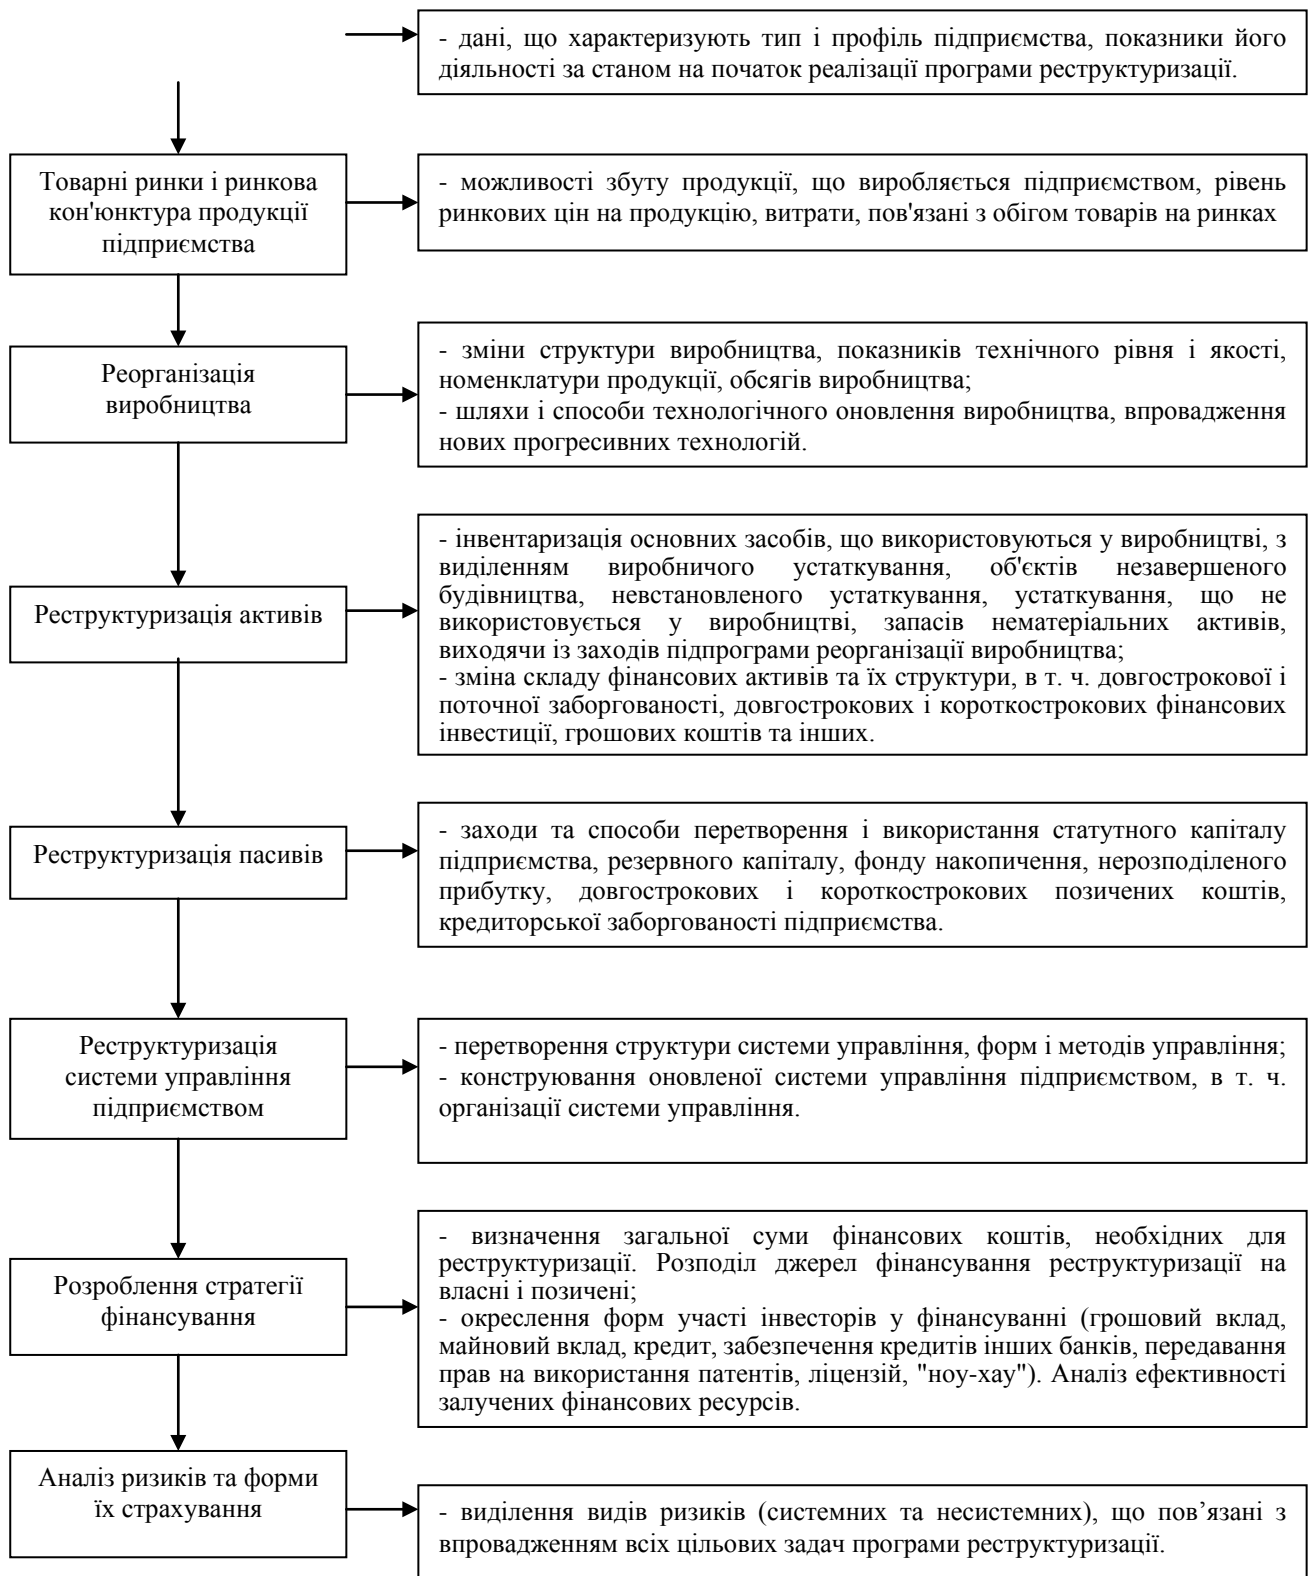 - дані, що характеризують тип і профіль підприємства, показники його
діяльності за станом на початок реалізації програми реструктуризації.
Товарні ринки і ринкова
кон'юнктура продукції
підприємства
- можливості збуту продукції, що виробляється підприємством, рівень
ринкових цін на продукцію, витрати, пов'язані з обігом товарів на ринках
Реорганізація
виробництва
- зміни структури виробництва, показників технічного рівня і якості,
номенклатури продукції, обсягів виробництва;
- шляхи і способи технологічного оновлення виробництва, впровадження
нових прогресивних технологій.
Реструктуризація активів
- інвентаризація основних засобів, що використовуються у виробництві, з
виділенням виробничого устаткування, об'єктів незавершеного
будівництва, невстановленого устаткування, устаткування, що не
використовується у виробництві, запасів нематеріальних активів,
виходячи із заходів підпрограми реорганізації виробництва;
- зміна складу фінансових активів та їх структури, в т. ч. довгострокової і
поточної заборгованості, довгострокових і короткострокових фінансових
інвестиції, грошових коштів та інших.
Реструктуризація пасивів
- заходи та способи перетворення і використання статутного капіталу
підприємства, резервного капіталу, фонду накопичення, нерозподіленого
прибутку, довгострокових і короткострокових позичених коштів,
кредиторської заборгованості підприємства.
Реструктуризація
системи управління
підприємством
- перетворення структури системи управління, форм і методів управління;
- конструювання оновленої системи управління підприємством, в т. ч.
організації системи управління.
Розроблення стратегії
фінансування
- визначення загальної суми фінансових коштів, необхідних для
реструктуризації. Розподіл джерел фінансування реструктуризації на
власні і позичені;
- окреслення форм участі інвесторів у фінансуванні (грошовий вклад,
майновий вклад, кредит, забезпечення кредитів інших банків, передавання
прав на використання патентів, ліцензій, "ноу-хау"). Аналіз ефективності
залучених фінансових ресурсів.
Аналіз ризиків та форми
їх страхування
- виділення видів ризиків (системних та несистемних), що пов’язані з
впровадженням всіх цільових задач програми реструктуризації.